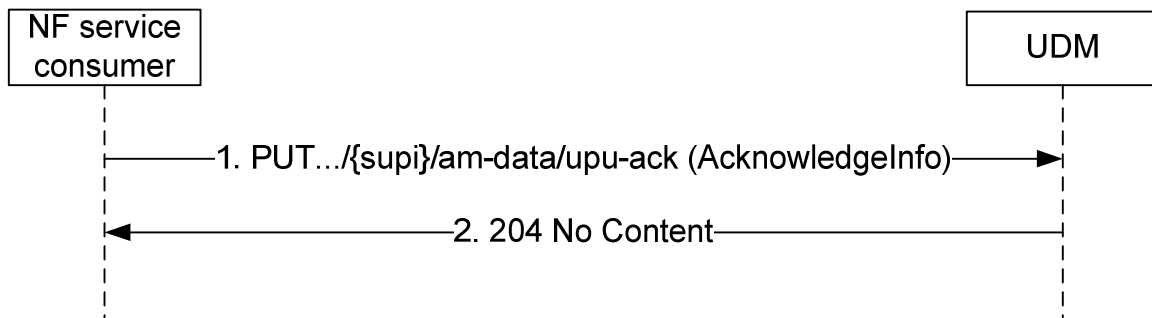 NF service
consumer
UDM
1. PUT.../{supi}/am-data/upu-ack (AcknowledgeInfo)
2. 204 No Content